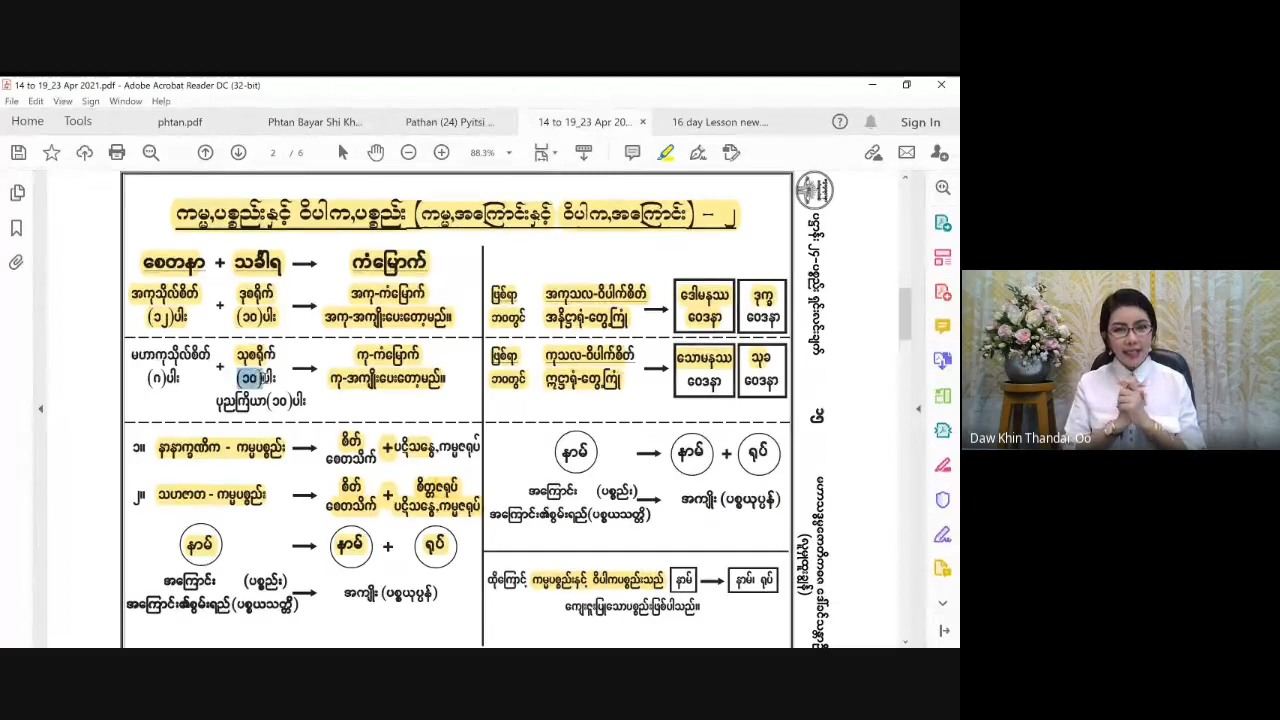 14 to 19_23 Apr 2021.pdf - Adobe Acrobat Reader DC (32-bit)
File Edit View Sign Window Help
Home Tools phtan.pdf Phtan Bayar Shi Kh... Pathan (24) Pyitsi ... 14 to 19_23 Apr 20... × 16 day Lesson new.... Sign In
2 / 6 88.3%
ကမ္မ,ပစ္စည်းနှင့် ဝိပါက,ပစ္စည်း (ကမ္မ,အကြောင်းနှင့် ဝိပါက,အကြောင်း) – ၂
စေတနာ + သင်္ခါရ → ကံမြောက်
အကုသိုလ်စိတ် (၁၂)ပါး + ဒုစရိုက် (၁၀)ပါး → အကု-ကံမြောက် အကု-အကျိုးပေးတော့မည်။
မဟာကုသိုလ်စိတ် (၈)ပါး + သုစရိုက် (၁၀)ပါး → ကု-ကံမြောက် ကု-အကျိုးပေးတော့မည်။
ပုညကြိယာ(၁၀)ပါး
၁။ နာနာက္ခဏိက - ကမ္မပစ္စည်း → စိတ် စေတသိက် + ပဋိသန္ဓေ,ကမ္မဇရုပ်
၂။ သဟဇာတ - ကမ္မပစ္စည်း → စိတ် စေတသိက် + စိတ္တဇရုပ် ပဋိသန္ဓေ,ကမ္မဇရုပ်
နာမ် → နာမ် + ရုပ်
အကြောင်း (ပစ္စည်း)
အကြောင်း၏စွမ်းရည်(ပစ္စယသတ္တိ) → အကျိုး (ပစ္စယုပ္ပန်)
ဖြစ်ရာ ဘဝတွင် အကုသလ-ဝိပါက်စိတ် အနိဋ္ဌာရုံ-တွေ့ကြုံ → ဒေါမနဿ ဝေဒနာ ဒုက္ခ ဝေဒနာ
ဖြစ်ရာ ဘဝတွင် ကုသလ-ဝိပါက်စိတ် ဣဋ္ဌာရုံ-တွေ့ကြုံ → သောမနဿ ဝေဒနာ သုခ ဝေဒနာ
နာမ် → နာမ် + ရုပ်
အကြောင်း (ပစ္စည်း)
အကြောင်း၏စွမ်းရည်(ပစ္စယသတ္တိ) → အကျိုး (ပစ္စယုပ္ပန်)
ထို့ကြောင့် ကမ္မပစ္စည်းနှင့် ဝိပါကပစ္စည်းသည် နာမ် → နာမ်၊ ရုပ်
ကျေးဇူးပြုသောပစ္စည်းဖြစ်ပါသည်။
Daw Khin Thandar Oo